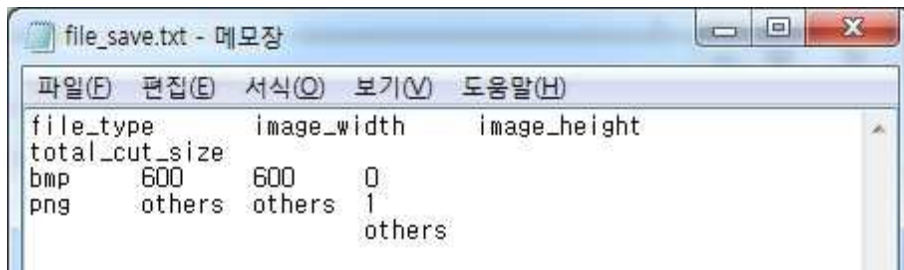 file_save.txt - 메모장
파일(F) 편집(E) 서식(O) 보기(V) 도움말(H)
file_type image_width image_height
total_cut_size
bmp 600 600 0
png others others 1
others